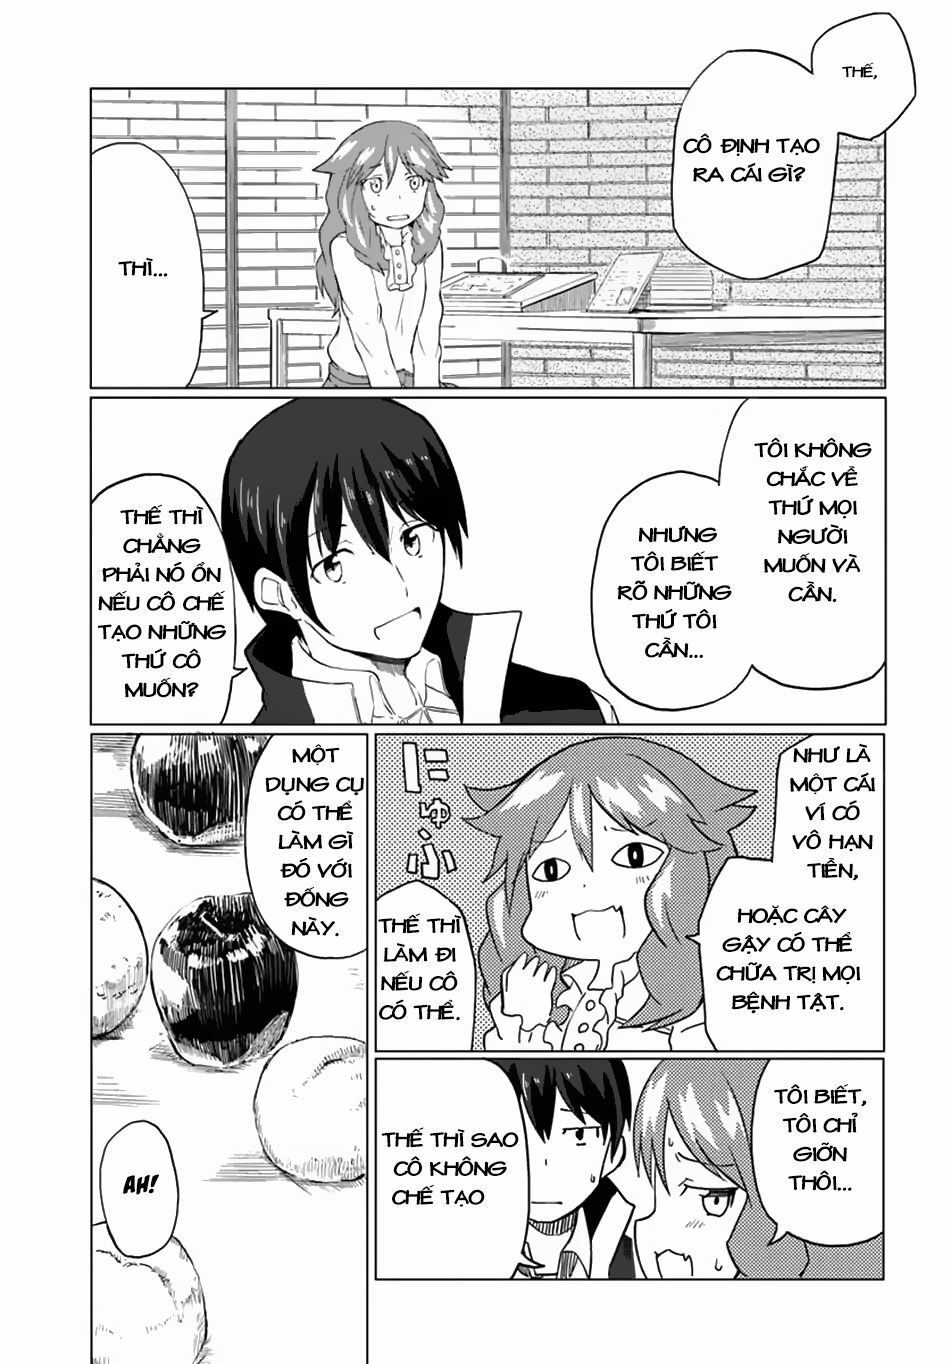 THẾ,
CÔ ĐỊNH TẠO
RA CÁI GÌ?
THÌ...
TÔI KHÔNG
CHẮC VỀ
THỨ MỌI
NGƯỜI
MUỐN VÀ
CẦN.
NHƯNG
TÔI BIẾT
RÕ NHỮNG
THỨ TÔI
CẦN...
THẾ THÌ
CHẲNG
PHẢI NÓ ỔN
NẾU CÔ CHẾ
TẠO NHỮNG
THỨ CÔ
MUỐN?
NHƯ LÀ
MỘT CÁI
VÍ CÓ
VÔ HẠN
TIỀN,
HOẶC CÂY
GẬY CÓ THỂ
CHỮA TRỊ MỌI
BỆNH TẬT.
にゅふ
THẾ THÌ
LÀM ĐI
NẾU CÔ
CÓ THỂ.
TÔI BIẾT,
TÔI CHỈ
GIỠN
THÔI...
THẾ THÌ SAO
CÔ KHÔNG
CHẾ TẠO
MỘT
DỤNG CỤ
CÓ THỂ
LÀM GÌ
ĐÓ VỚI
ĐỐNG
NÀY.
AH!